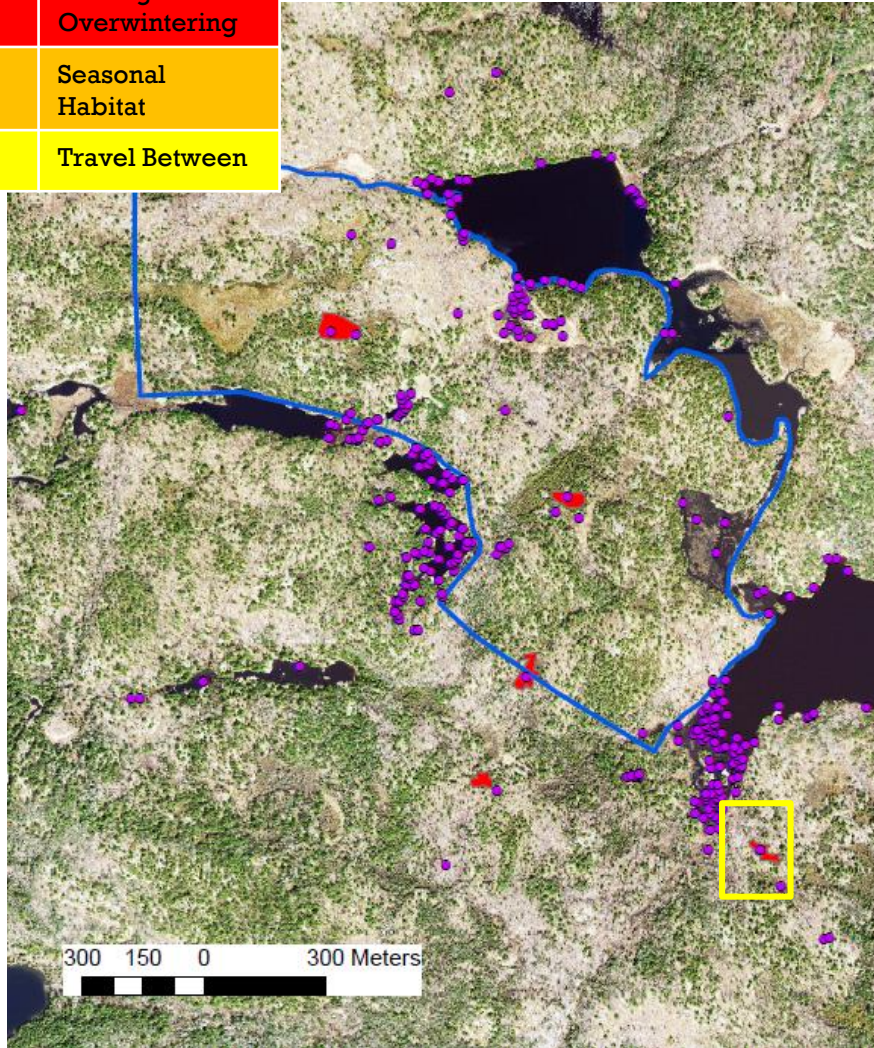 Overwintering
Seasonal
Habitat
Travel Between
300 150 0 300 Meters